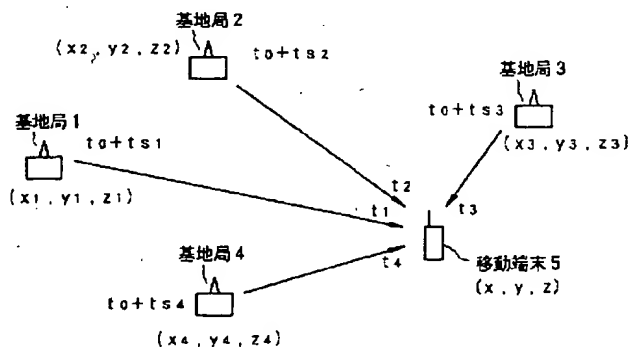 基地局2
(x2, y2, z2)
t0+ts2
基地局3
t0+ts3
(x3, y3, z3)
基地局1
t0+ts1
(x1, y1, z1)
t2
t1
t3
基地局4
t4
移動端末5
(x, y, z)
t0+ts4
(x4, y4, z4)